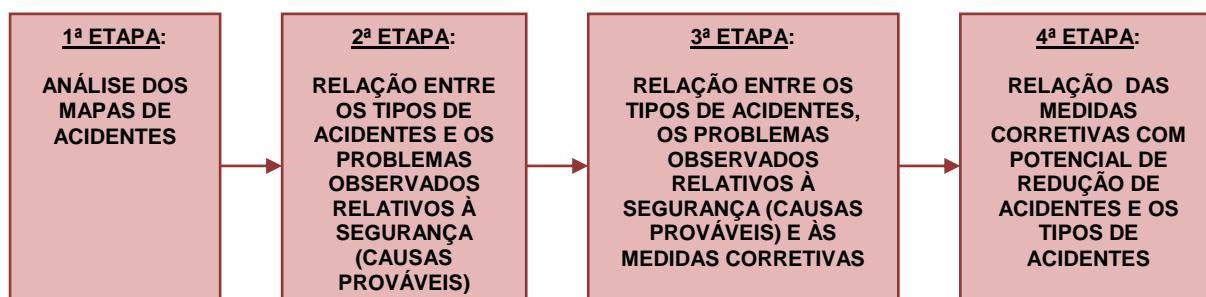 1ª ETAPA:
ANÁLISE DOS
MAPAS DE
ACIDENTES
2ª ETAPA:
RELAÇÃO ENTRE
OS TIPOS DE
ACIDENTES E OS
PROBLEMAS
OBSERVADOS
RELATIVOS À
SEGURANÇA
(CAUSAS
PROVÁVEIS)
3ª ETAPA:
RELAÇÃO ENTRE OS
TIPOS DE ACIDENTES,
OS PROBLEMAS
OBSERVADOS
RELATIVOS À
SEGURANÇA (CAUSAS
PROVÁVEIS) E ÀS
MEDIDAS CORRETIVAS
4ª ETAPA:
RELAÇÃO DAS
MEDIDAS
CORRETIVAS COM
POTENCIAL DE
REDUÇÃO DE
ACIDENTES E OS
TIPOS DE
ACIDENTES